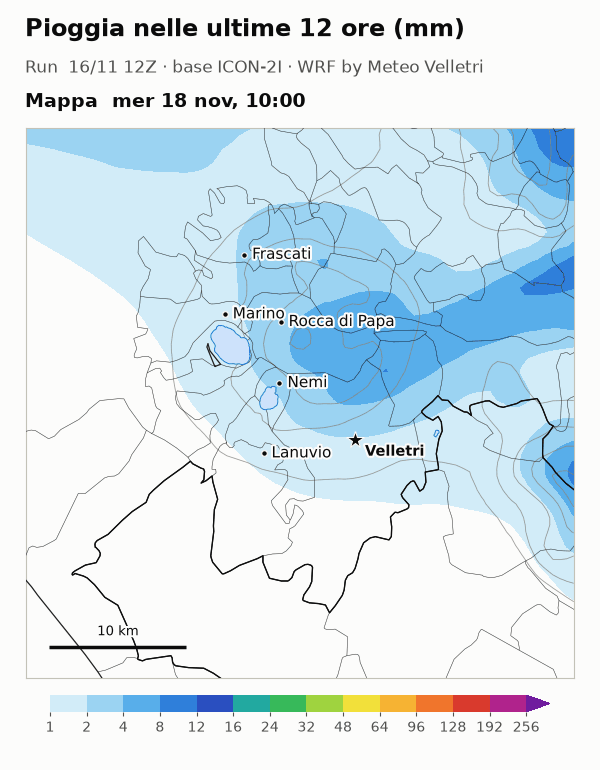 Pioggia nelle ultime 12 ore (mm)
Run  16/11 12Z · base ICON-2I · WRF by Meteo Velletri
Mappa  mer 18 nov, 10:00
Frascati
Marino
Rocca di Papa
Nemi
Velletri
Lanuvio
10 km
1 2 4 8 12 16 24 32 48 64 96 128 192 256